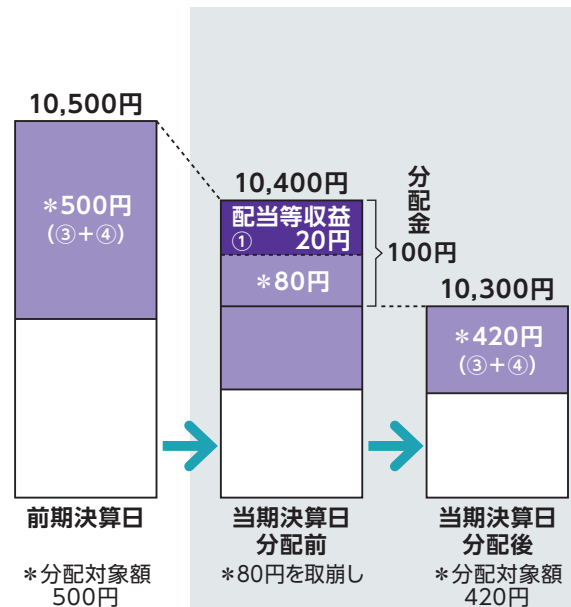 10,500円
＊500円
(③＋④)
10,400円
配当等収益
① 20円
＊80円
分配金
100円
10,300円
＊420円
(③＋④)
前期決算日
＊分配対象額
500円
当期決算日
分配前
＊80円を取崩し
当期決算日
分配後
＊分配対象額
420円